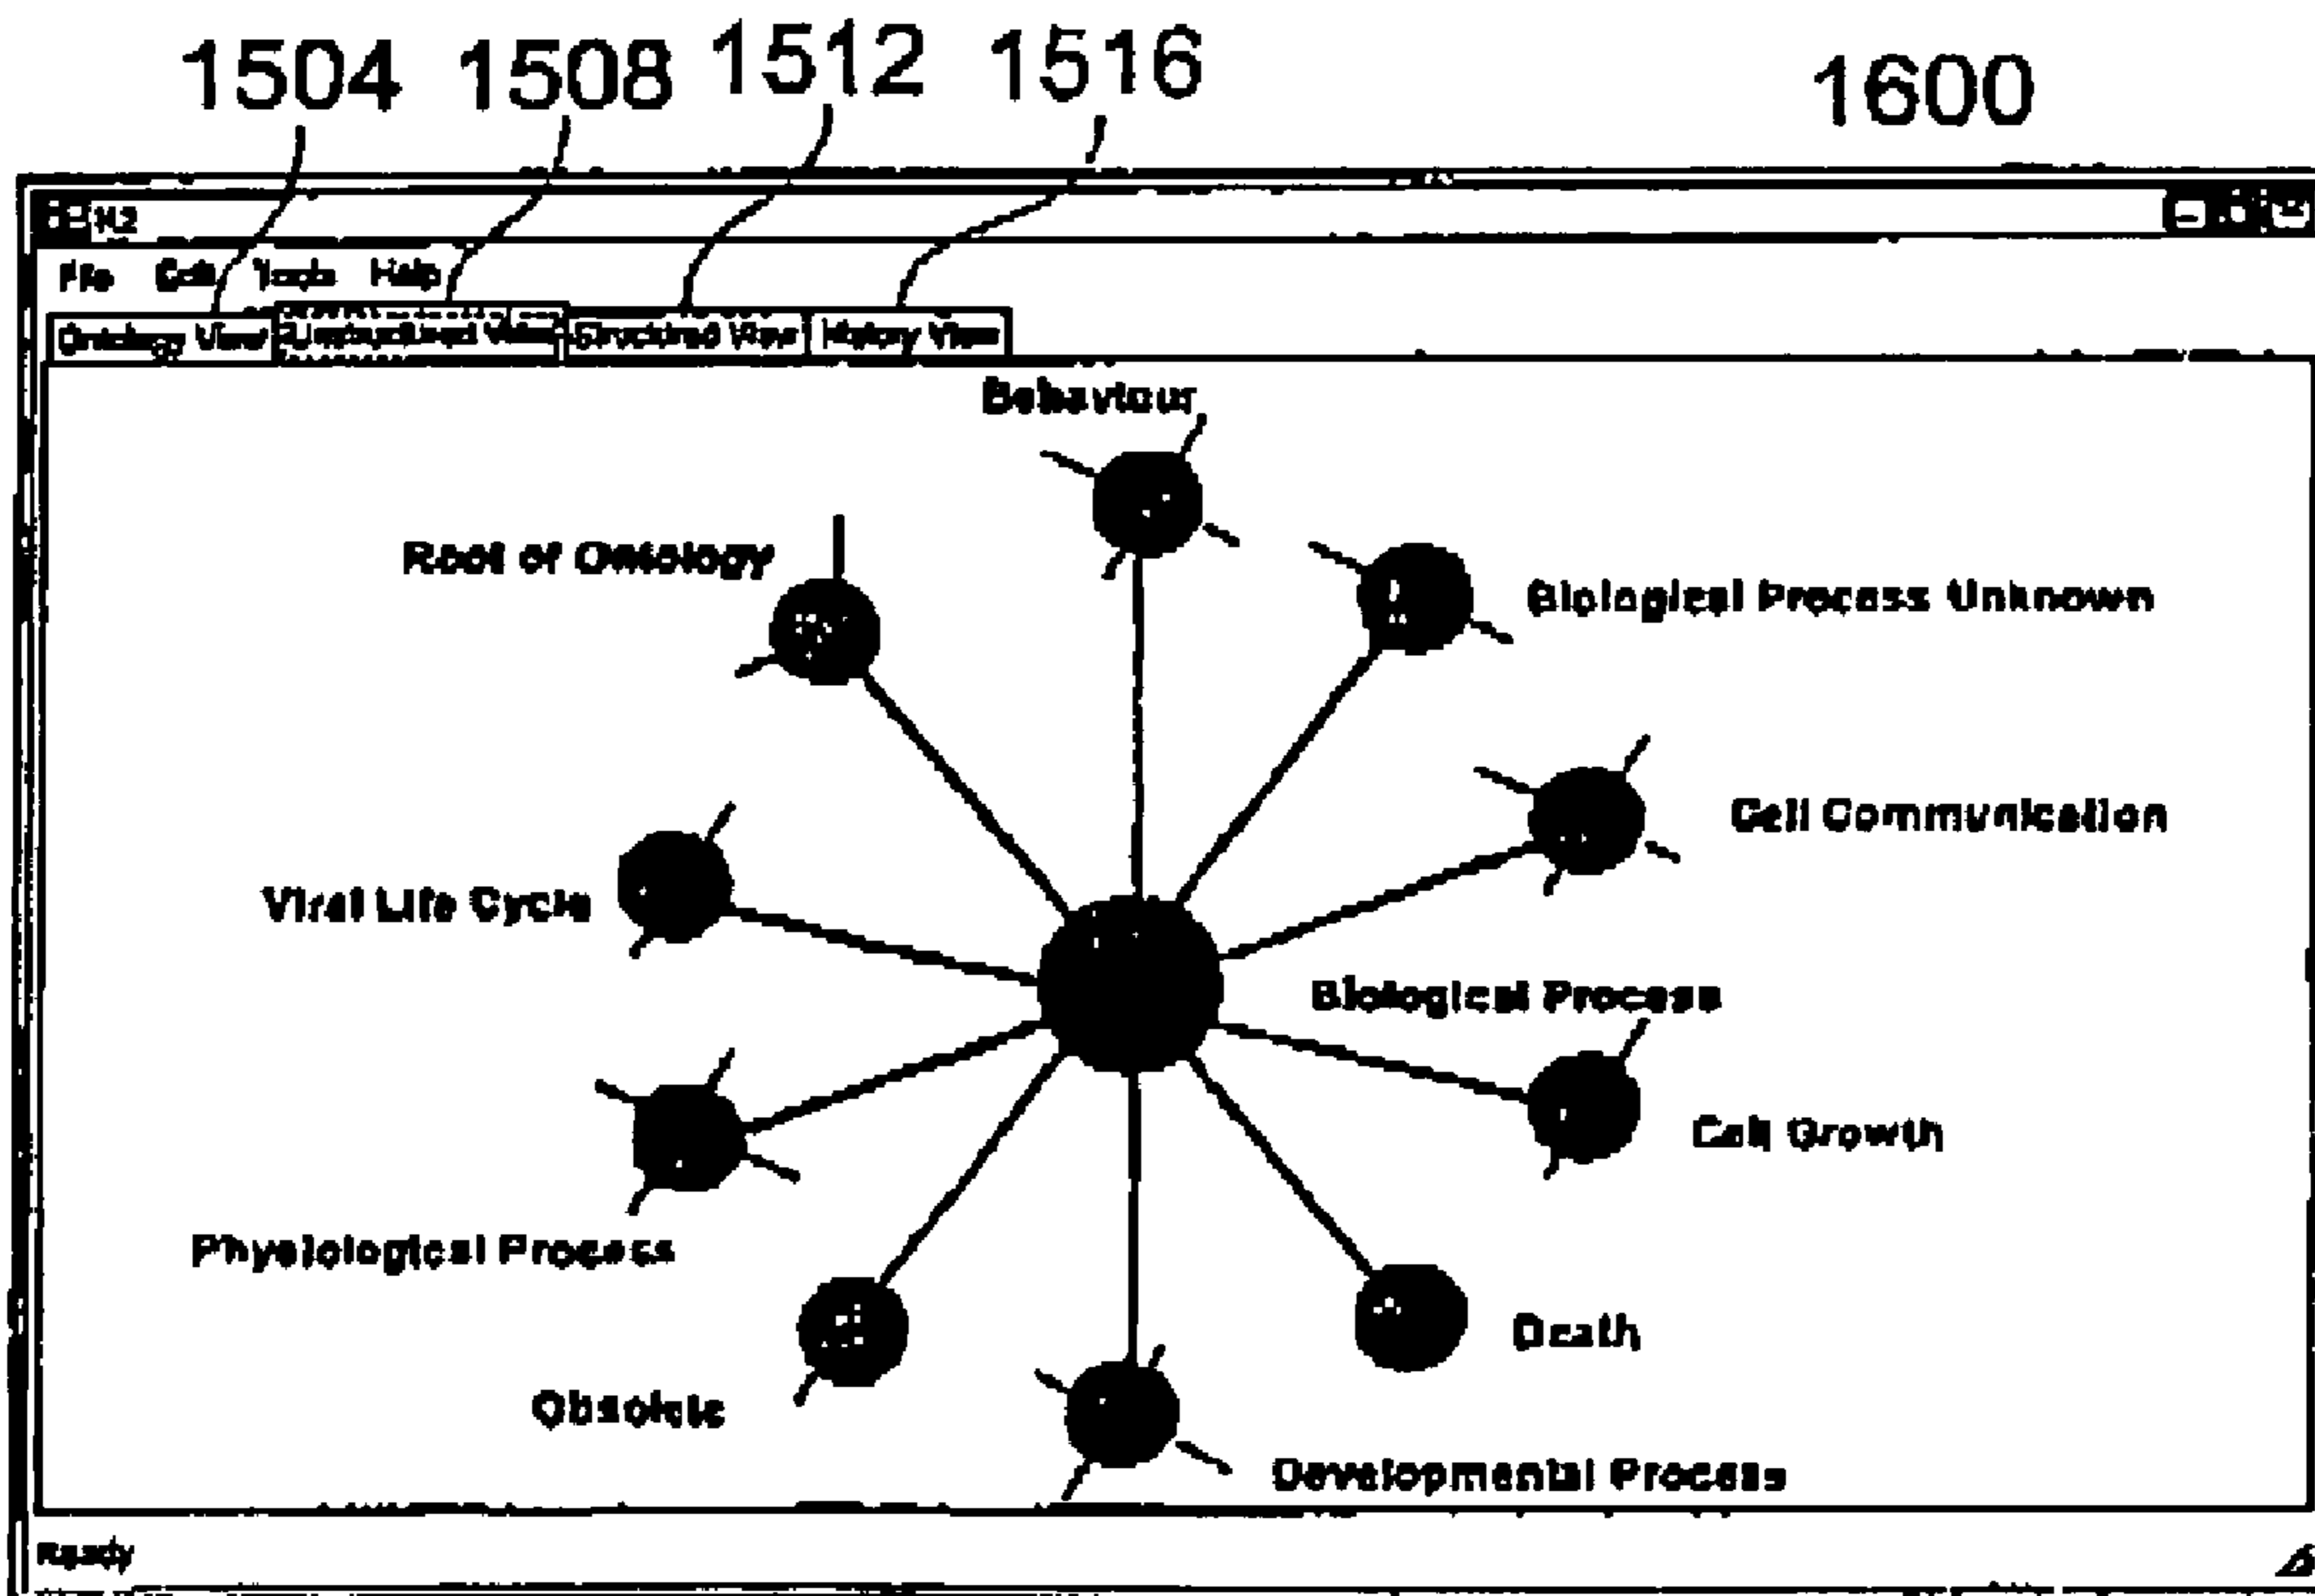 1504 1508 1512 1516 1600
File Edit Tools Help
Ontology View Unstructured View Structured View History View
Behaviour
Root of Ontology
Biological Process Unknown
Cell Communication
Viral Life Cycle
Biological Process
Cell Growth
Physiological Process
Death
Obsolete
Developmental Process
Ready